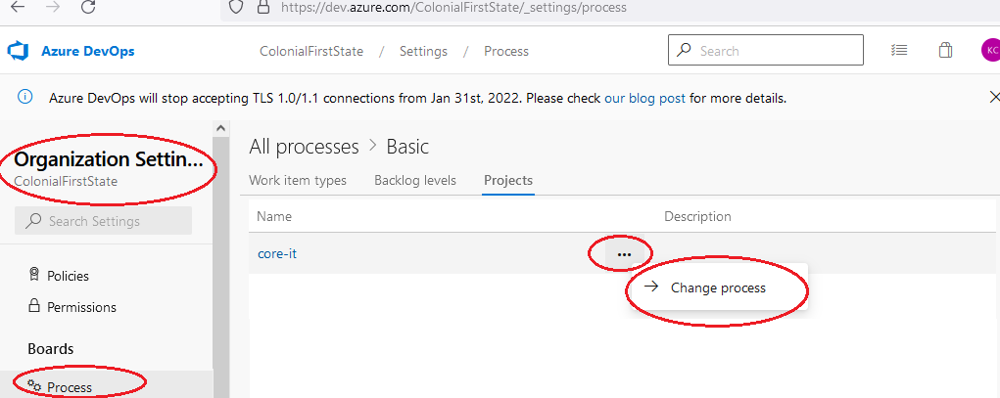 https://dev.azure.com/ColonialFirstState/_settings/process
Azure DevOps ColonialFirstState / Settings / Process Search KC
Azure DevOps will stop accepting TLS 1.0/1.1 connections from Jan 31st, 2022. Please check our blog post for more details.
Organization Settin...
ColonialFirstState
Search Settings
Policies
Permissions
Boards
Process
All processes > Basic
Work item types Backlog levels Projects
Name Description
core-it ...
Change process